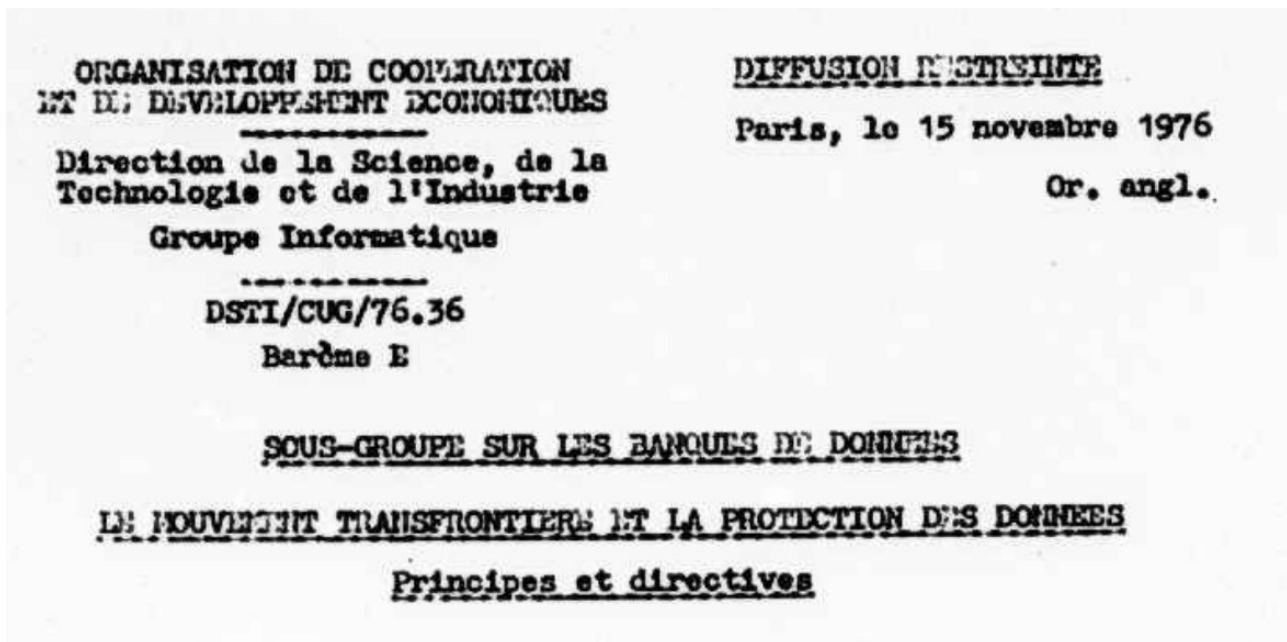 ORGANISATION DE COOPERATION
ET DE DEVELOPPEMENT ECONOMIQUES
Direction de la Science, de la
Technologie et de l'Industrie
Groupe Informatique
DSTI/CUG/76.36
Barème E
DIFFUSION RESTREINTE
Paris, le 15 novembre 1976
Or. angl.
SOUS-GROUPE SUR LES BANQUES DE DONNEES
LE MOUVEMENT TRANSFRONTIERE ET LA PROTECTION DES DONNEES
Principes et directives